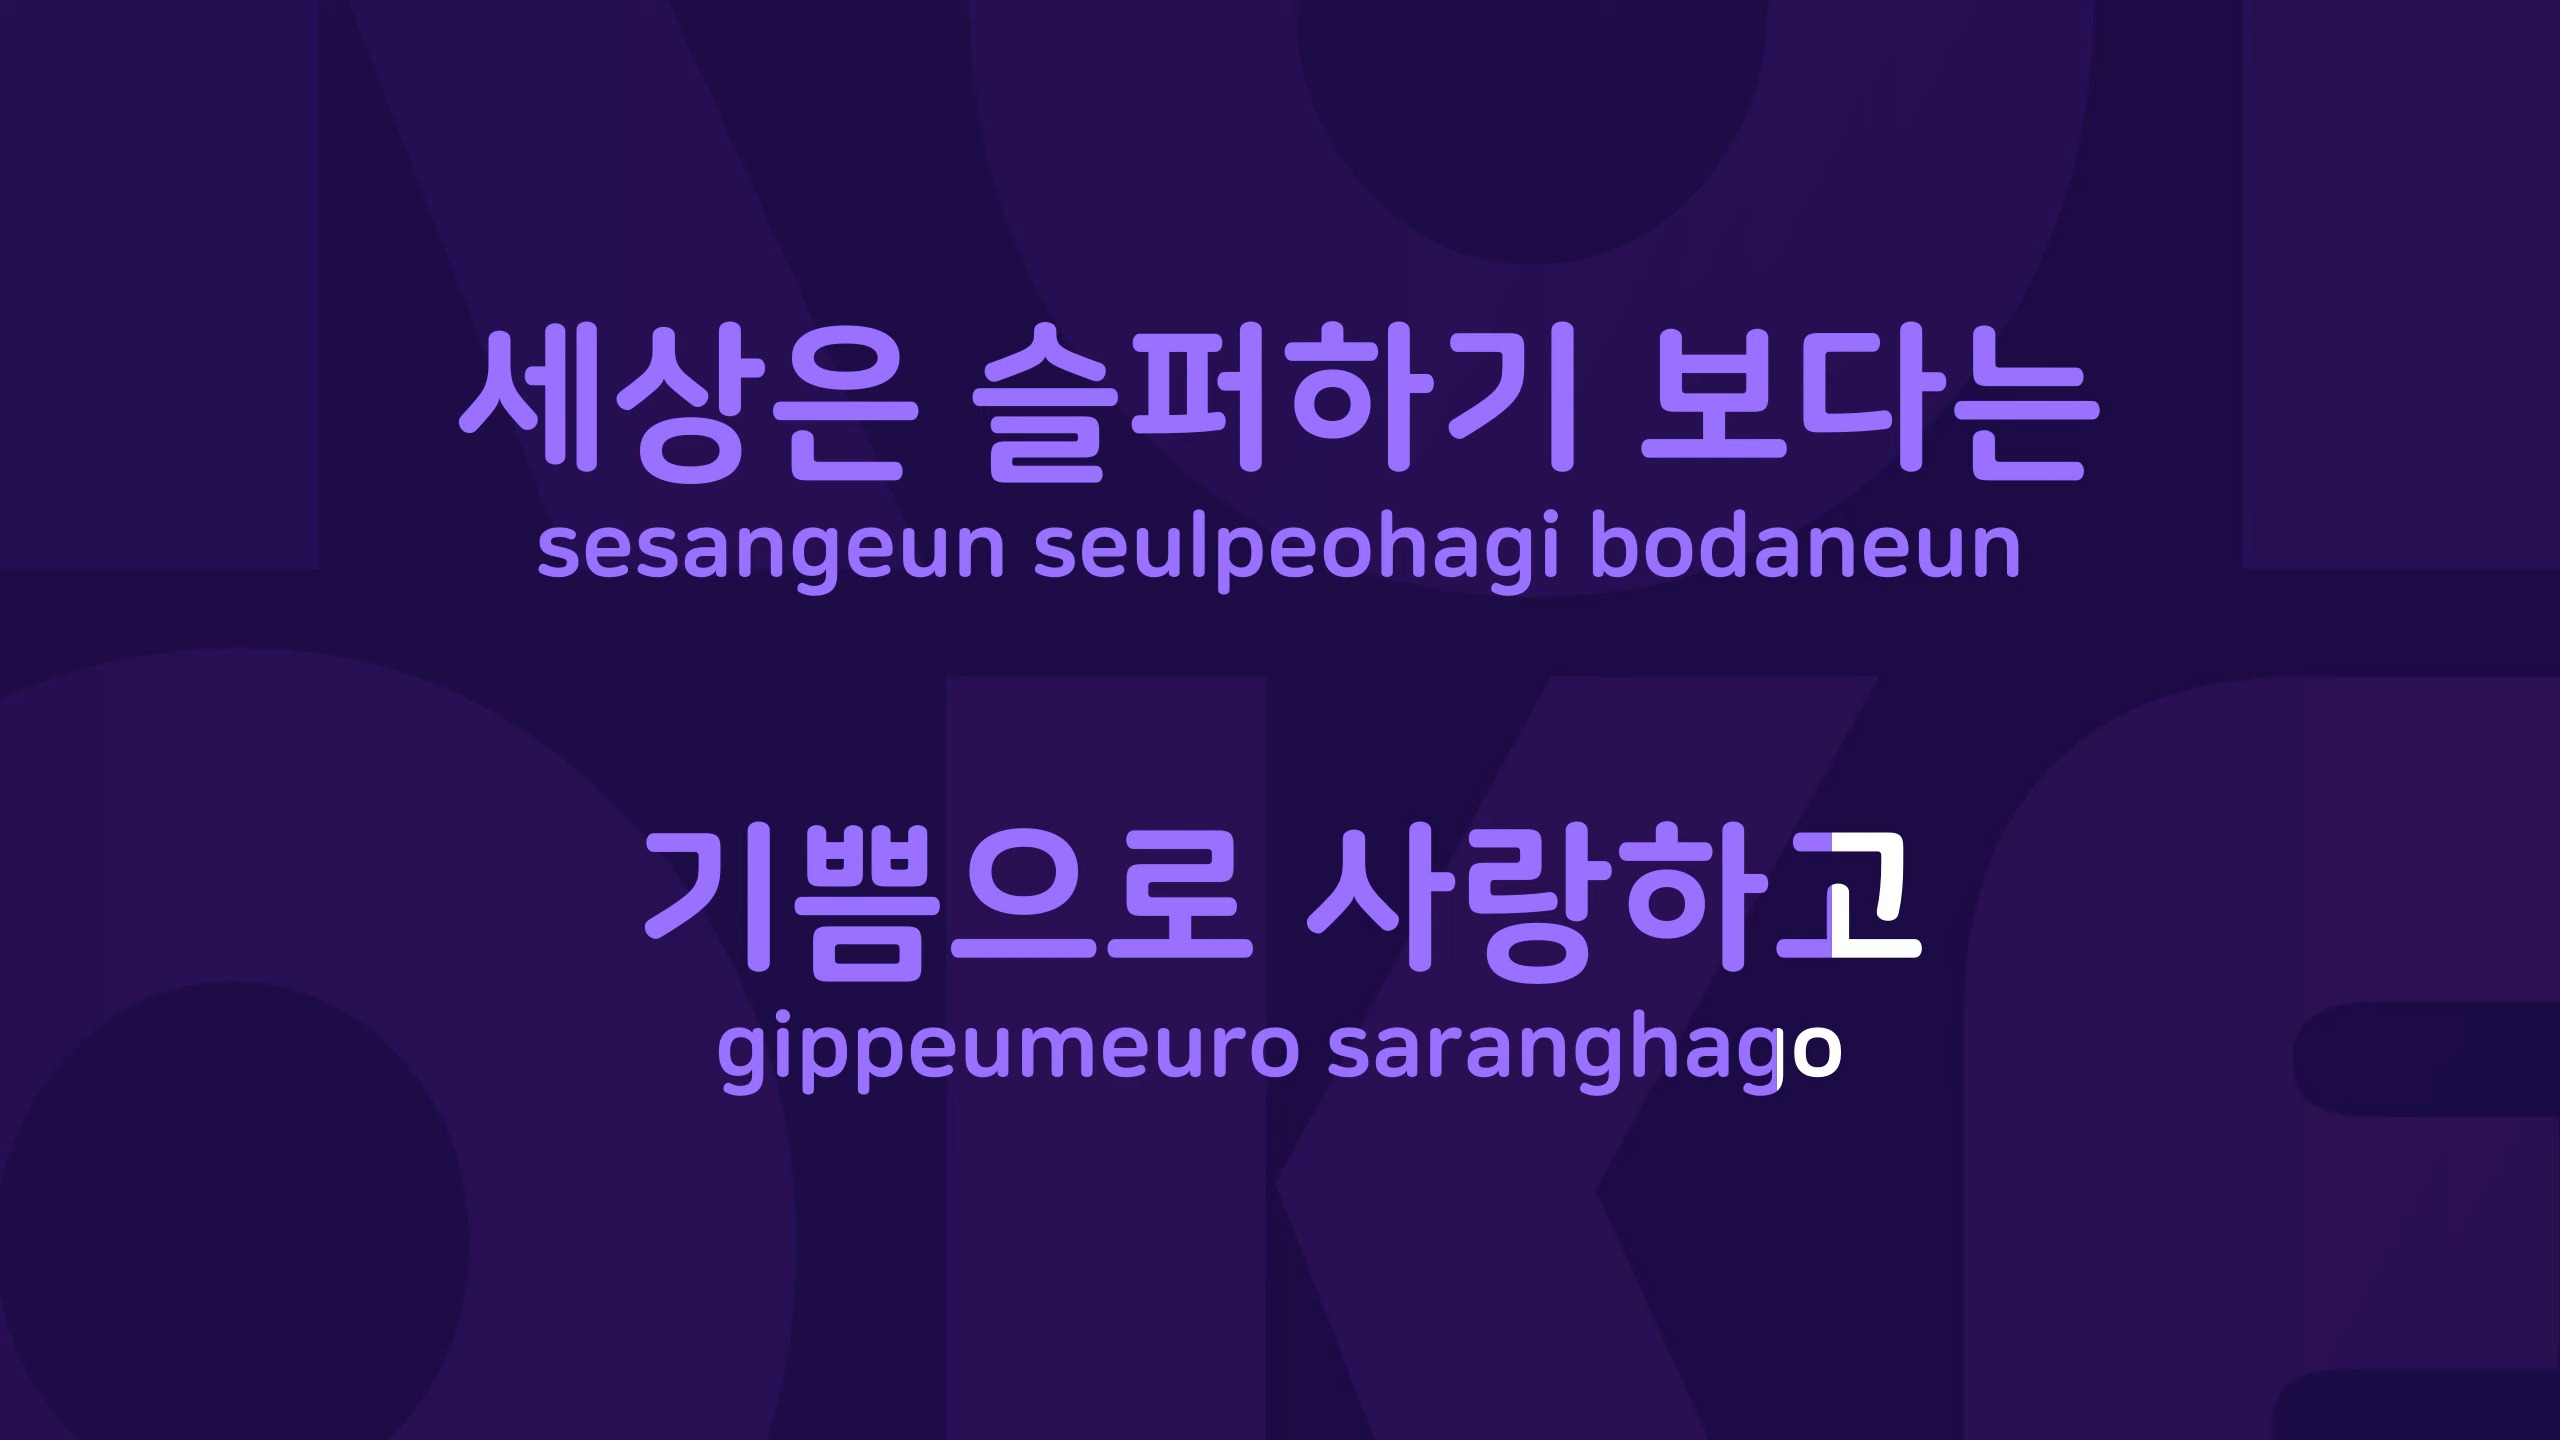 세상은 슬퍼하기 보다는
sesangeun seulpeohagi bodaneun
기쁨으로 사랑하고
gippeumeuro saranghago